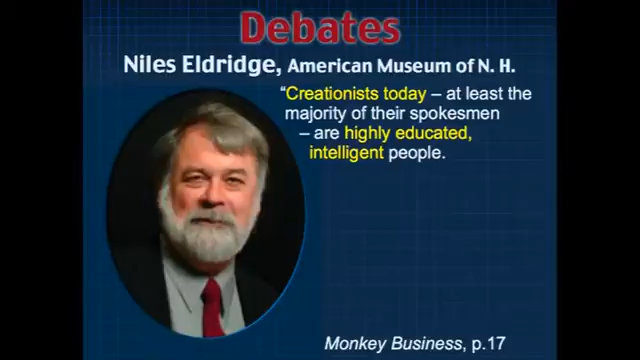 Debates
Niles Eldridge, American Museum of N. H.
“Creationists today – at least the
majority of their spokesmen
– are highly educated,
intelligent people.
Monkey Business, p.17